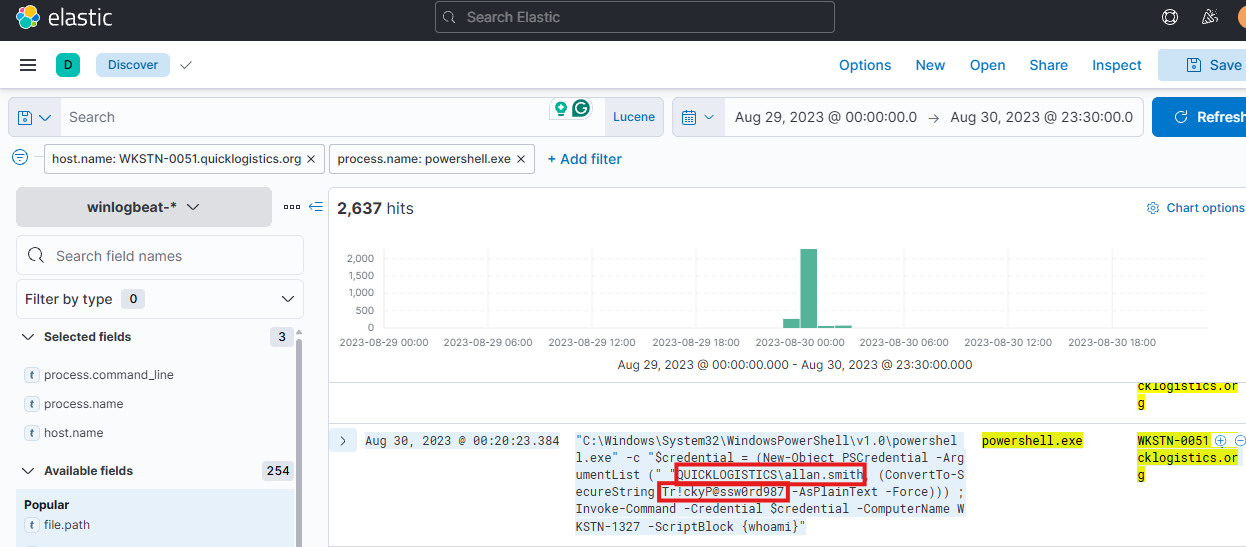 elastic
Search Elastic
D
Discover
Options New Open Share Inspect Save
Search
Lucene
Aug 29, 2023 @ 00:00:00.0 → Aug 30, 2023 @ 23:30:00.0
Refresh
host.name: WKSTN-0051.quicklogistics.org ×
process.name: powershell.exe ×
+ Add filter
winlogbeat-*
2,637 hits
Chart options
Search field names
Filter by type 0
Selected fields 3
process.command_line
process.name
host.name
Available fields 254
Popular
file.path
2,000
1,500
1,000
500
0
2023-08-29 00:00 2023-08-29 06:00 2023-08-29 12:00 2023-08-29 18:00 2023-08-30 00:00 2023-08-30 06:00 2023-08-30 12:00 2023-08-30 18:00
Aug 29, 2023 @ 00:00:00.000 - Aug 30, 2023 @ 23:30:00.000
cklogistics.or
g
Aug 30, 2023 @ 00:20:23.384
"C:\Windows\System32\WindowsPowerShell\v1.0\powershel
l.exe" -c "$credential = (New-Object PSCredential -Arg
umentList (" "QUICKLOGISTICS\allan.smith, (ConvertTo-S
ecureString Tr!ckyP@ssw0rd987 -AsPlainText -Force))) ;
Invoke-Command -Credential $credential -ComputerName W
KSTN-1327 -ScriptBlock {whoami}"
powershell.exe
WKSTN-0051
cklogistics.or
g